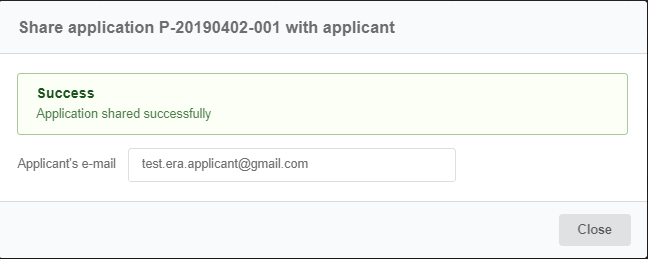 Share application P-20190402-001 with applicant
Success
Application shared successfully
Applicant's e-mail test.era.applicant@gmail.com
Close